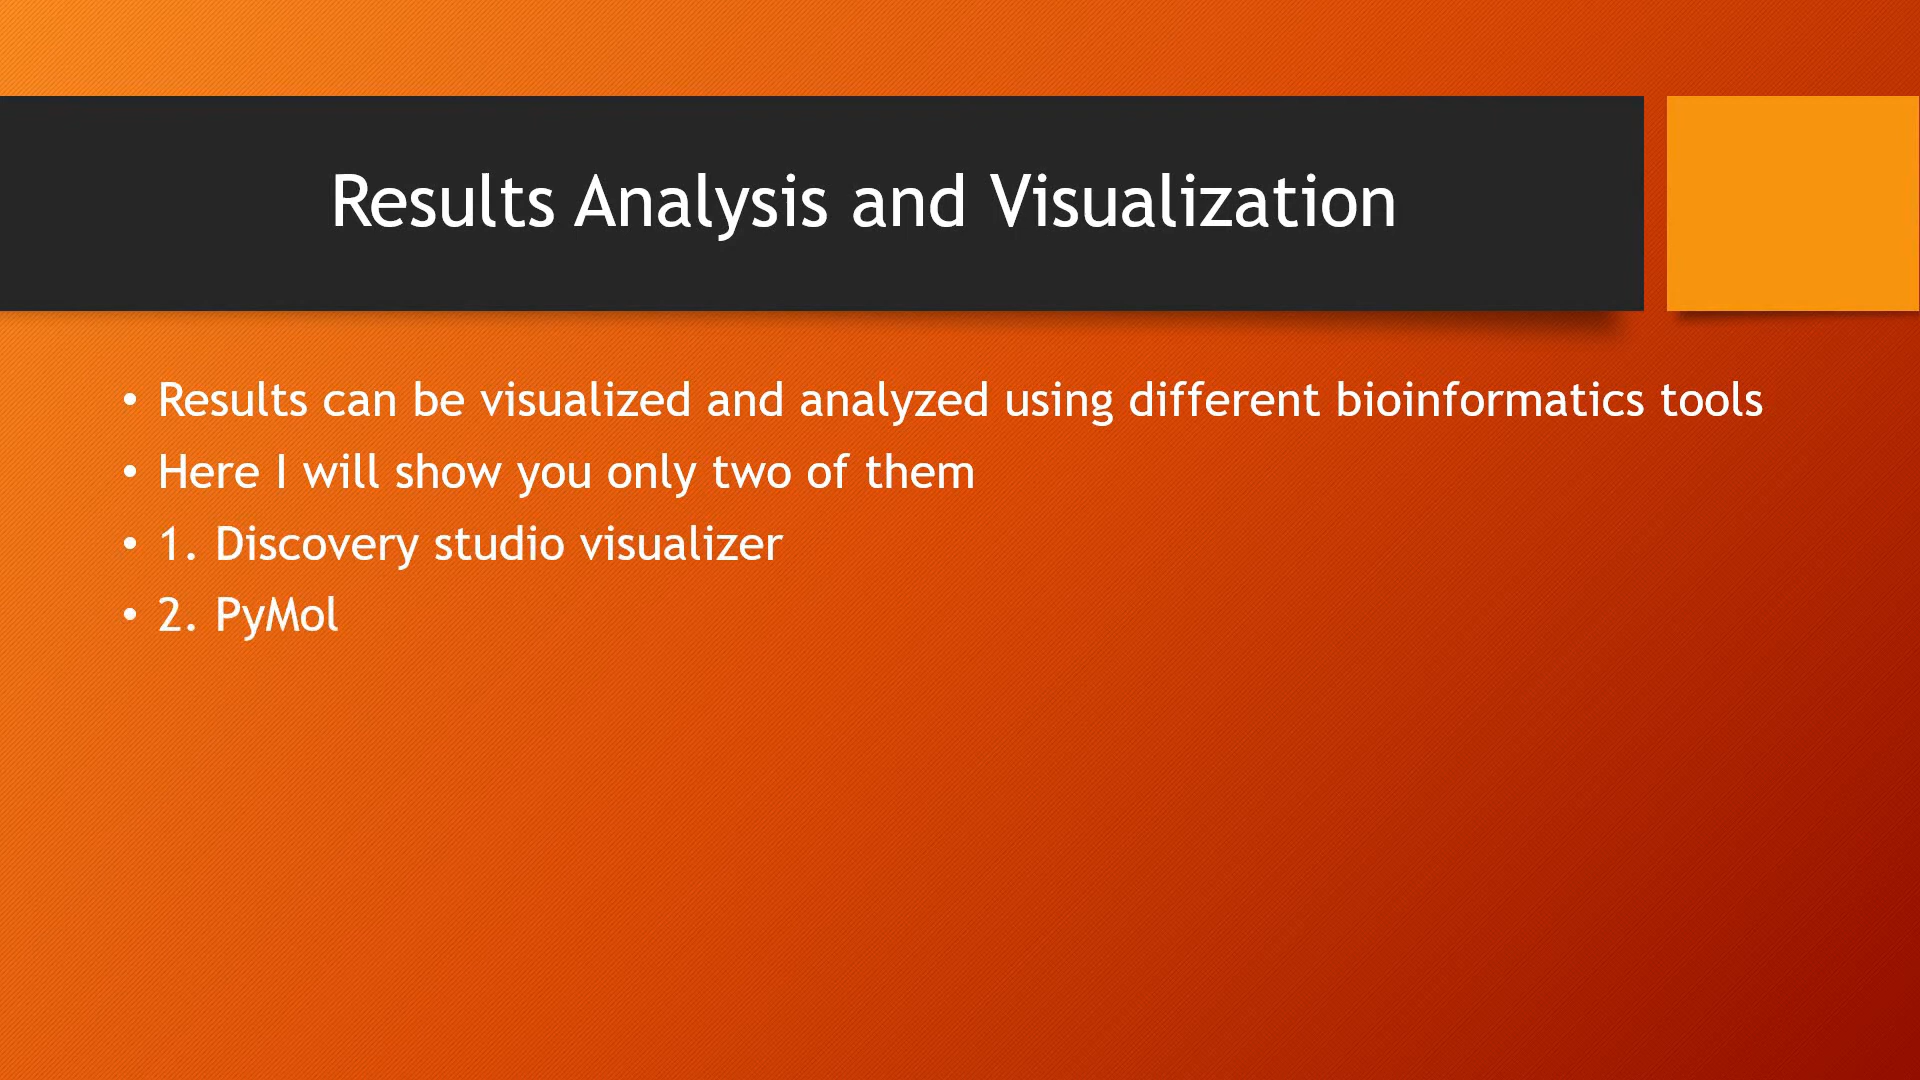 Results Analysis and Visualization
• Results can be visualized and analyzed using different bioinformatics tools
• Here I will show you only two of them
• 1. Discovery studio visualizer
• 2. PyMol